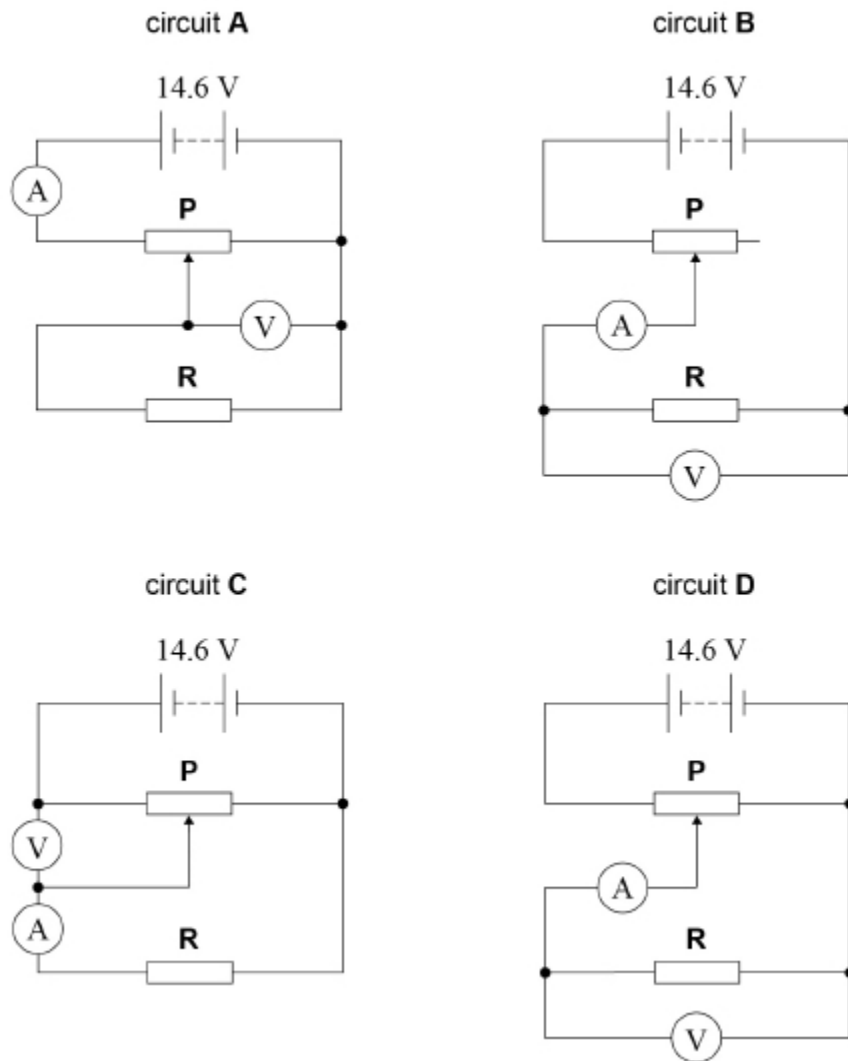 circuit A
circuit B
14.6 V
14.6 V
A
P
P
V
A
R
R
V
circuit C
circuit D
14.6 V
14.6 V
P
P
V
A
A
R
R
V